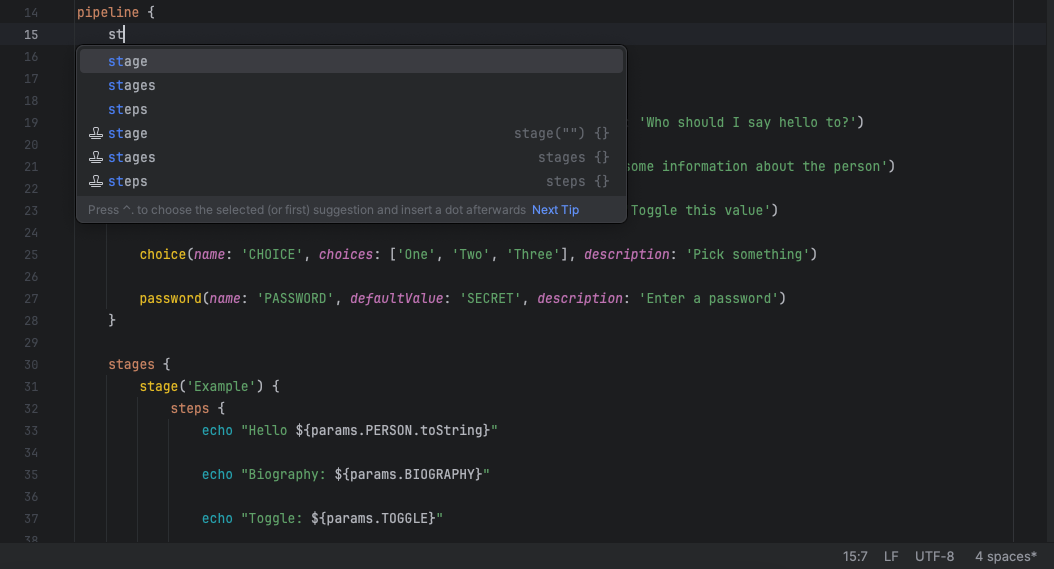 14 pipeline {
15 st
16 stage
17 stages
18 steps
19 stage stage("") {} : 'Who should I say hello to?')
20 stages stages {}
21 some information about the person')
22 steps steps {}
23 Press ^. to choose the selected (or first) suggestion and insert a dot afterwards Next Tip Toggle this value')
24
25 choice(name: 'CHOICE', choices: ['One', 'Two', 'Three'], description: 'Pick something')
26
27 password(name: 'PASSWORD', defaultValue: 'SECRET', description: 'Enter a password')
28 }
29
30 stages {
31 stage('Example') {
32 steps {
33 echo "Hello ${params.PERSON.toString}"
34
35 echo "Biography: ${params.BIOGRAPHY}"
36
37 echo "Toggle: ${params.TOGGLE}"
38
15:7 LF UTF-8 4 spaces*